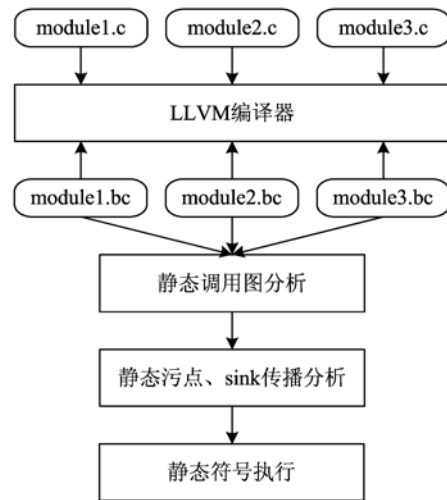 module1.c
module2.c
module3.c
LLVM编译器
module1.bc
module2.bc
module3.bc
静态调用图分析
静态污点、sink传播分析
静态符号执行